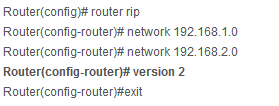 Router(config)# router rip
Router(config-router)# network 192.168.1.0
Router(config-router)# network 192.168.2.0
Router(config-router)# version 2
Router(config-router)#exit